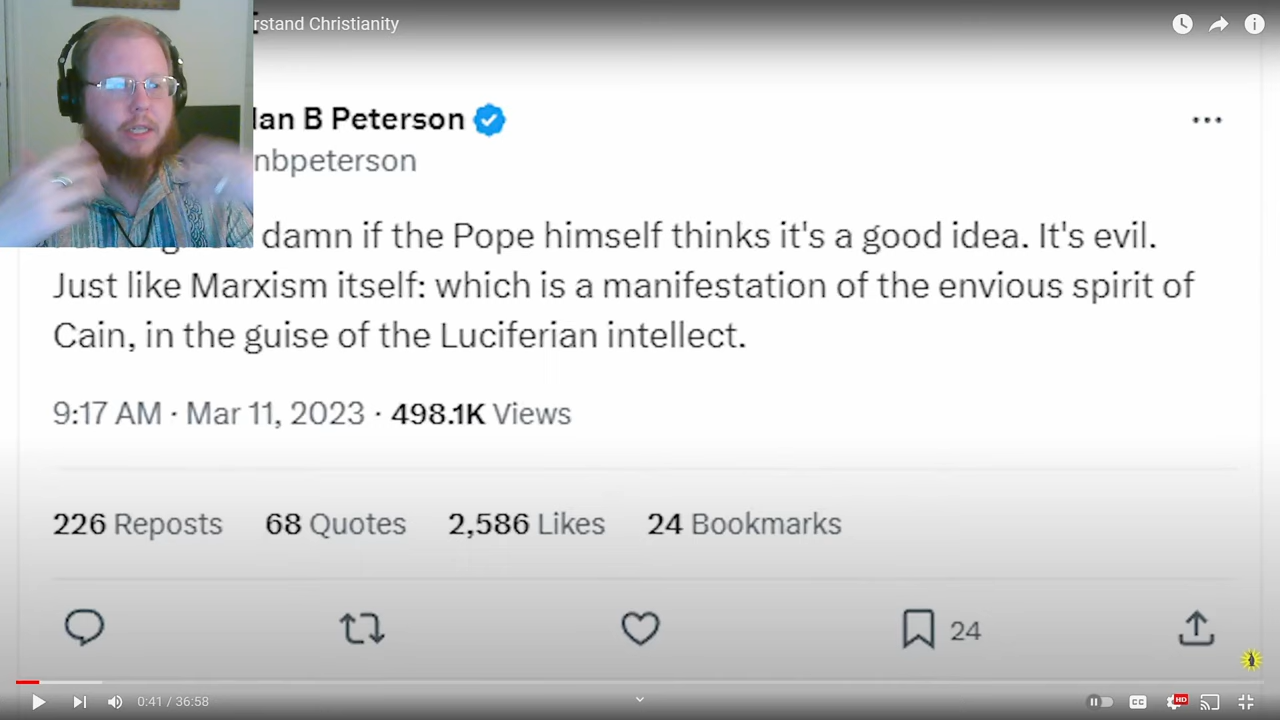 rstand Christianity
lan B Peterson
nbpeterson
damn if the Pope himself thinks it's a good idea. It's evil.
Just like Marxism itself: which is a manifestation of the envious spirit of
Cain, in the guise of the Luciferian intellect.
9:17 AM · Mar 11, 2023 · 498.1K Views
226 Reposts 68 Quotes 2,586 Likes 24 Bookmarks
24
0:41 / 36:58
CC HD